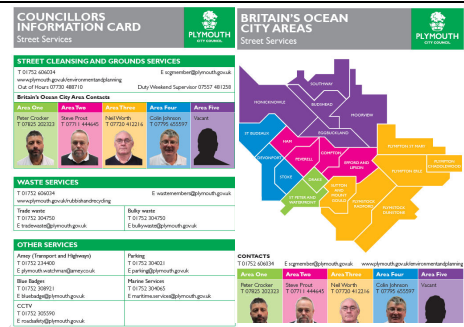 COUNCILLORS
INFORMATION CARD
Street Services
PLYMOUTH
CITY COUNCIL
STREET CLEANSING AND GROUNDS SERVICES
T 01752 606034
E scgmember@plymouth.gov.uk
www.plymouth.gov.uk/environmentandplanning
Out of Hours 07730 488710
Duty Weekend Supervisor 07557 481258
Britain's Ocean City Area Contacts
Area One
Area Two
Area Three
Area Four
Area Five
Peter Crocker
T 07825 202323
Steve Prout
T 07711 444645
Neil Worth
T 07720 412216
Colin Johnson
T 07795 655597
Vacant
WASTE SERVICES
T 01752 606034
E wastemembers@plymouth.gov.uk
www.plymouth.gov.uk/rubbishandrecycling
Trade waste
T 01752 304750
E tradewaste@plymouth.gov.uk
Bulky waste
T 01752 304750
E bulkywaste@plymouth.gov.uk
OTHER SERVICES
Amey (Transport and Highways)
T 01752 234400
E plymouth.watchman@amey.co.uk
Parking
T 01752 304021
E parking@plymouth.gov.uk
Blue Badges
T 01752 308921
E bluebadge@plymouth.gov.uk
Marine Services
T 01752 304065
E maritime.services@plymouth.gov.uk
CCTV
T 01752 305590
E roadsafety@plymouth.gov.uk
BRITAIN'S OCEAN
CITY AREAS
Street Services
PLYMOUTH
CITY COUNCIL
SOUTHWAY
HONICKNOWLE
BUDSHEAD
MOORVIEW
ST BUDEAUX
EGGBUCKLAND
HAM
DEVONPORT
PEVERELL
COMPTON
EFFORD AND
LIPSON
STOKE
DRAKE
ST PETER AND
WATERFRONT
SUTTON
AND
MOUNT
GOULD
PLYMPTON ST MARY
PLYMPTON
CHADDLEWOOD
PLYMPTON ERLE
PLYMSTOCK
RADFORD
PLYMSTOCK
DUNSTONE
CONTACTS
T 01752 606034
E scgmember@plymouth.gov.uk
www.plymouth.gov.uk/environmentandplanning
Area One
Area Two
Area Three
Area Four
Area Five
Peter Crocker
T 07825 202323
Steve Prout
T 07711 444645
Neil Worth
T 07720 412216
Colin Johnson
T 07795 655597
Vacant